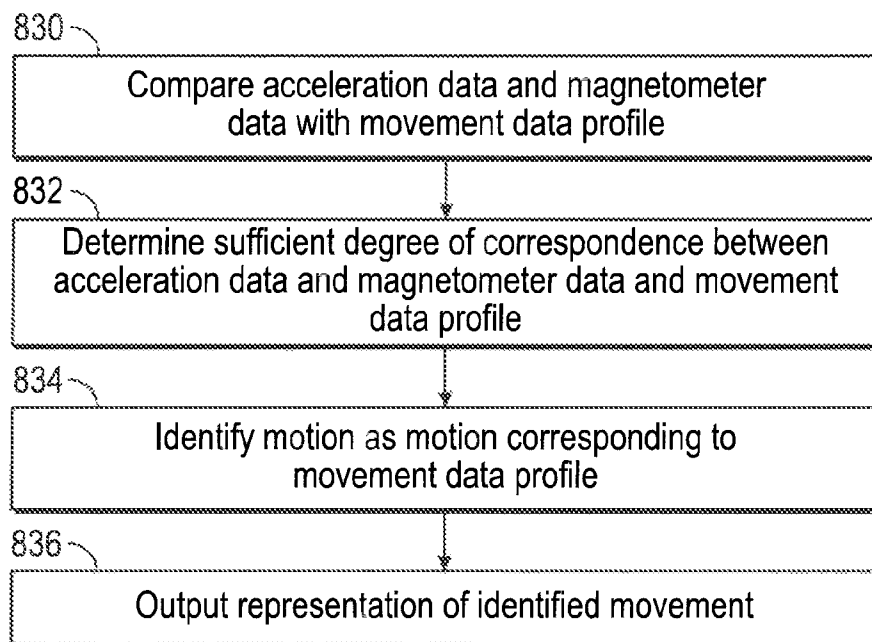 830
Compare acceleration data and magnetometer
data with movement data profile
832
Determine sufficient degree of correspondence between
acceleration data and magnetometer data and movement
data profile
834
Identify motion as motion corresponding to
movement data profile
836
Output representation of identified movement